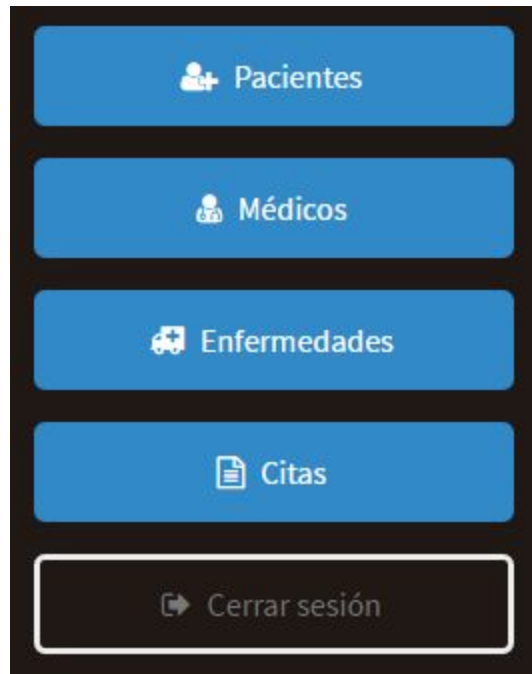 Pacientes
Médicos
Enfermedades
Citas
Cerrar sesión